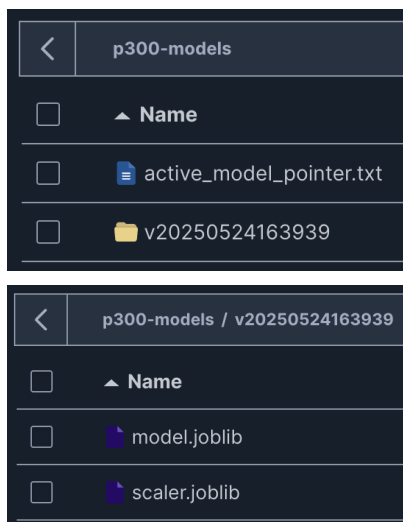 p300-models
Name
active_model_pointer.txt
v20250524163939
p300-models / v20250524163939
Name
model.joblib
scaler.joblib